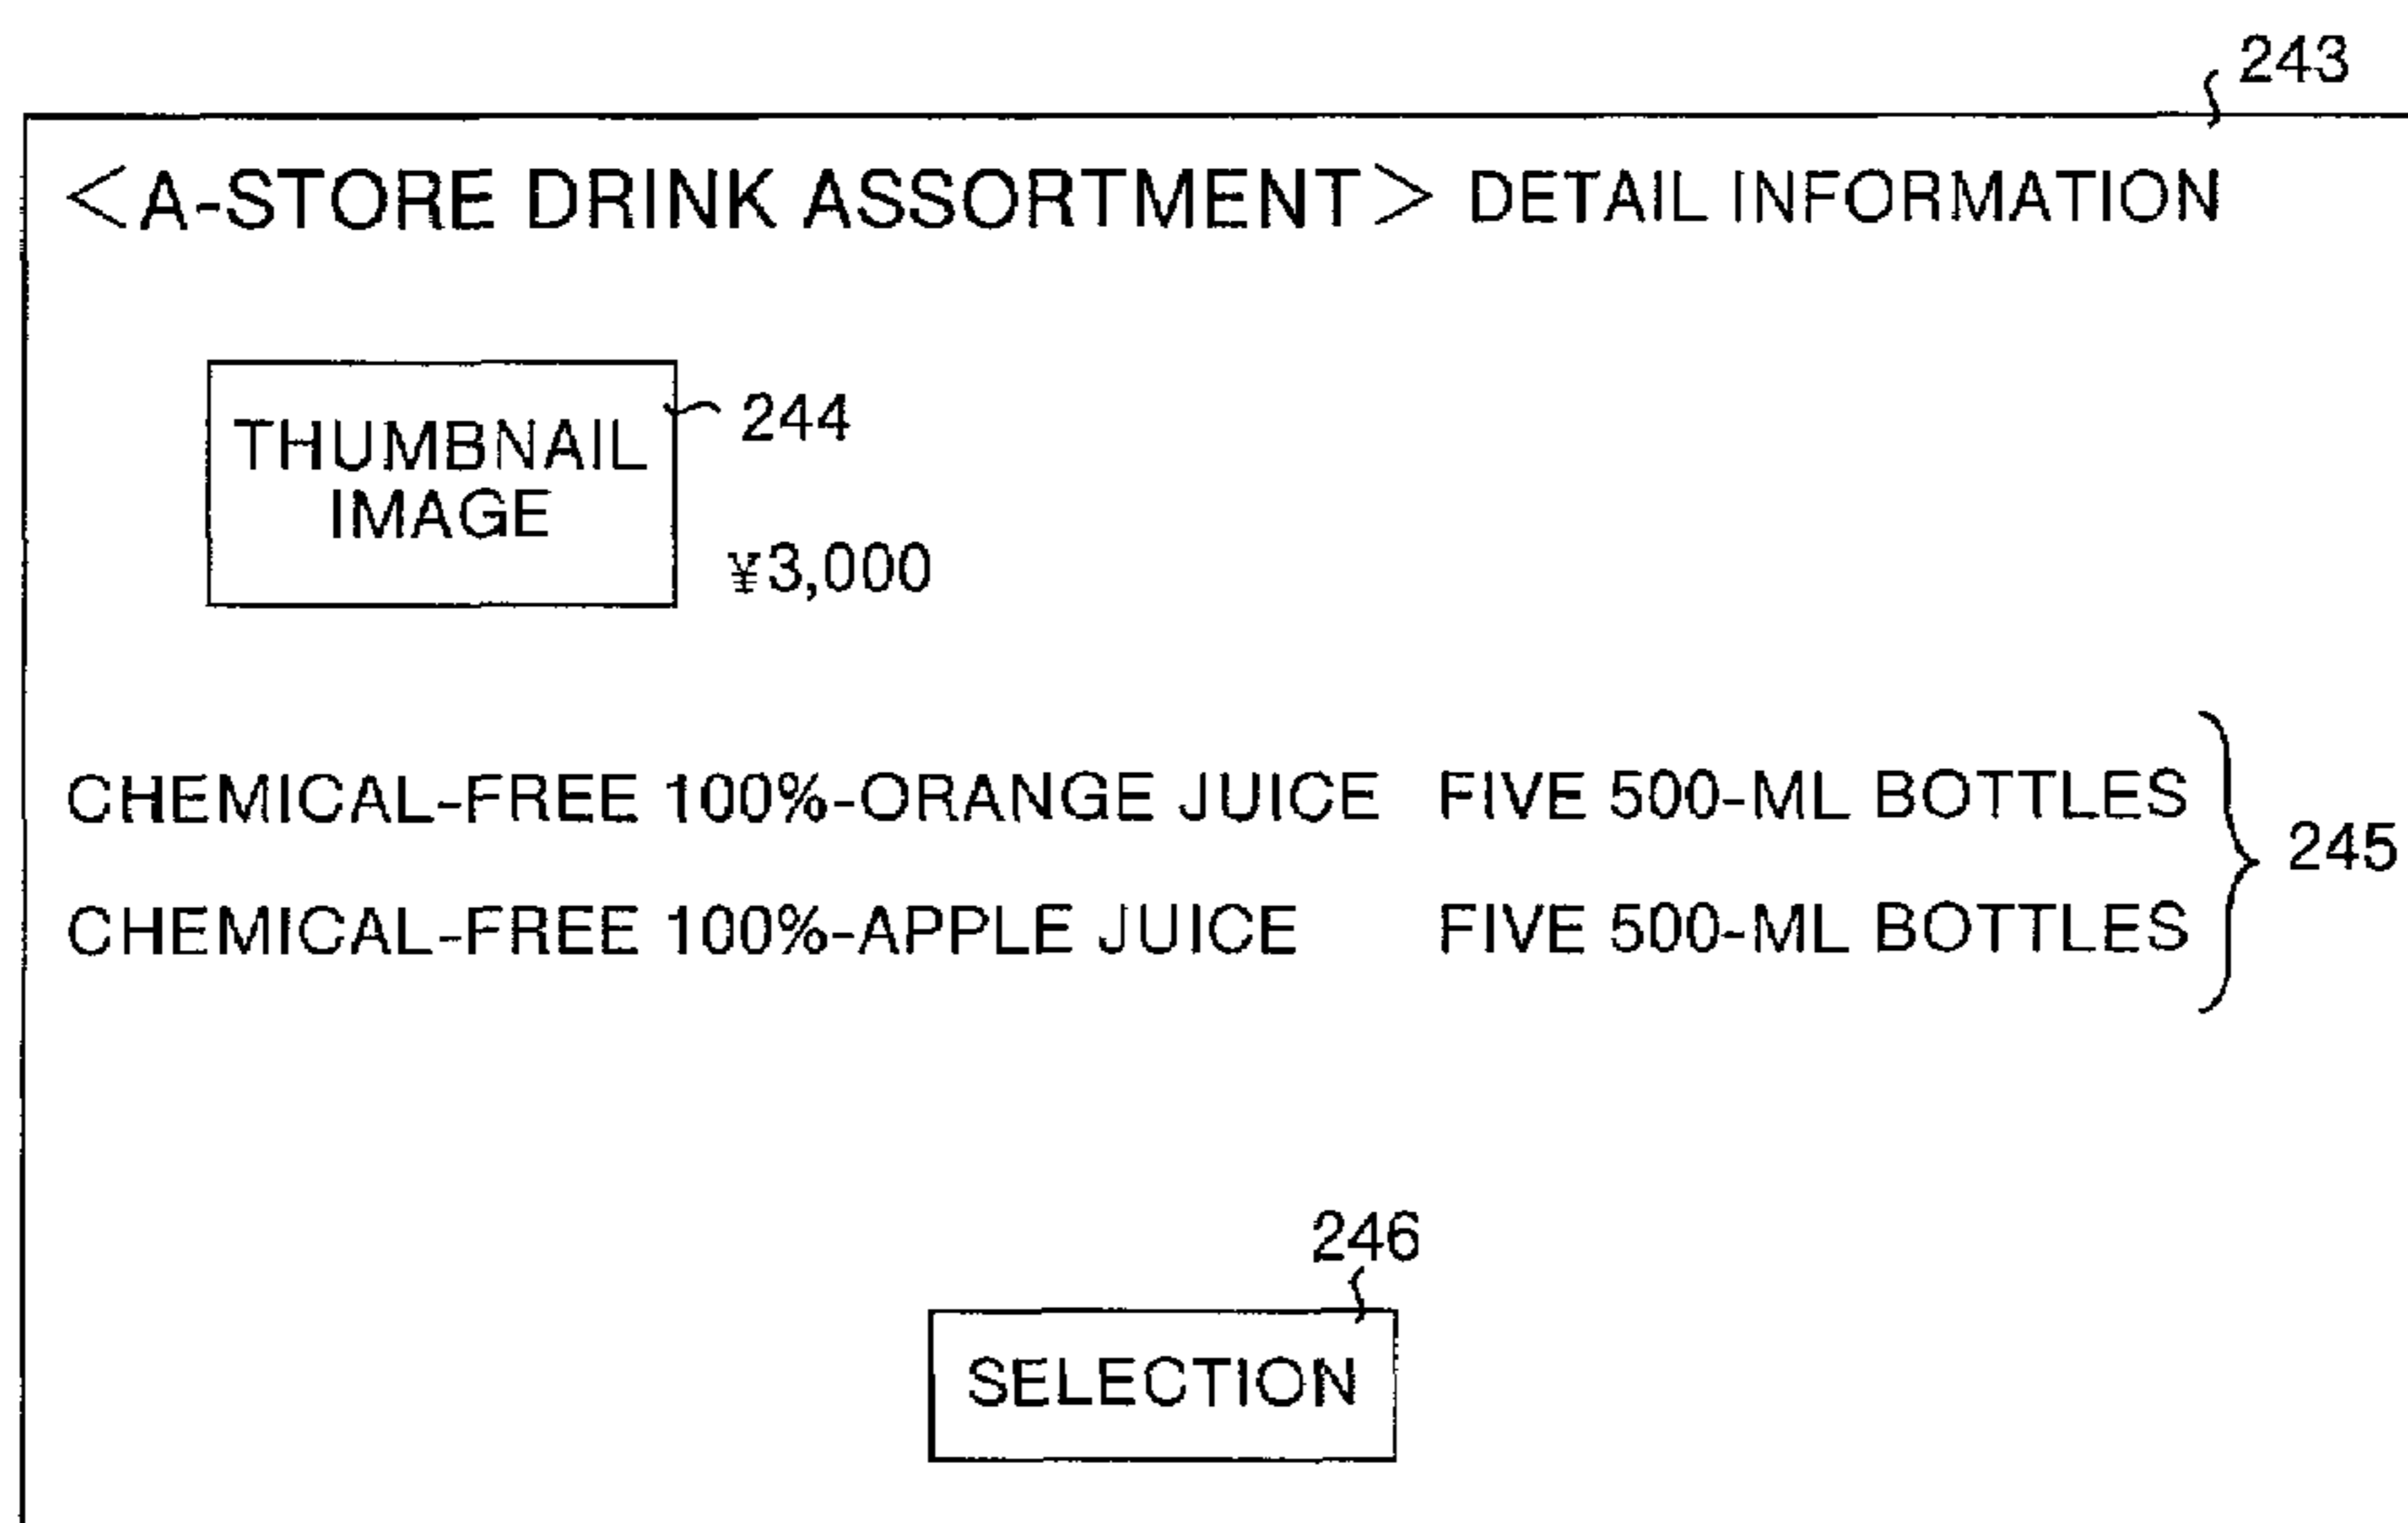 243
<A-STORE DRINK ASSORTMENT> DETAIL INFORMATION
THUMBNAIL
IMAGE
244
¥3,000
CHEMICAL-FREE 100%-ORANGE JUICE FIVE 500-ML BOTTLES
CHEMICAL-FREE 100%-APPLE JUICE FIVE 500-ML BOTTLES
245
246
SELECTION